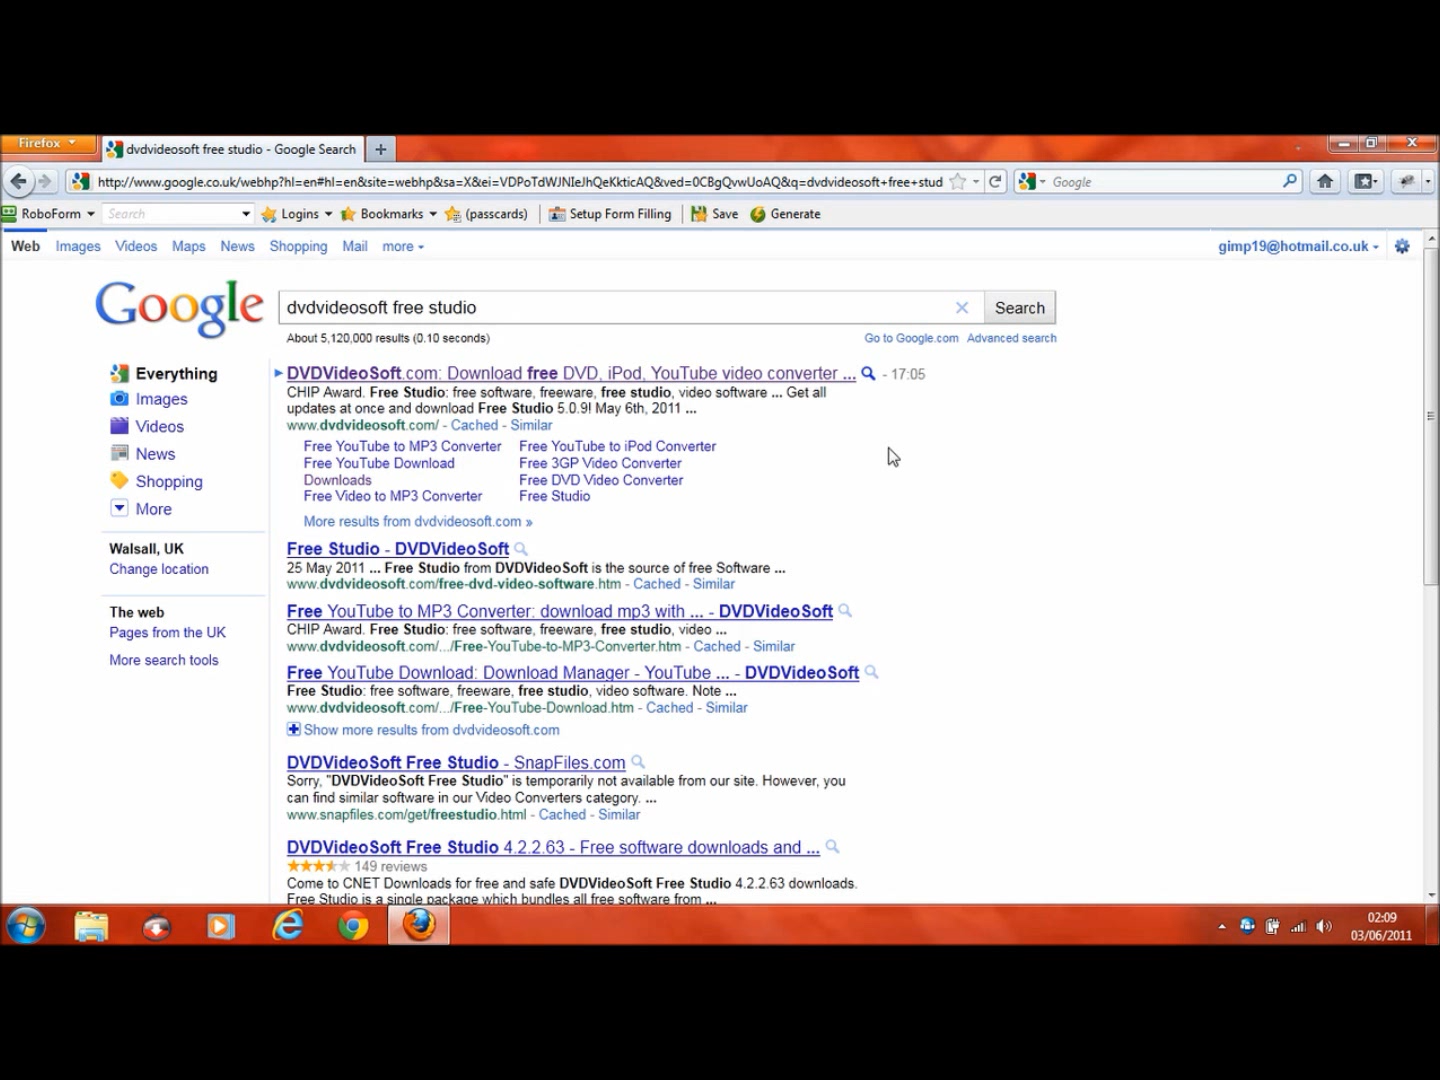 Firefox
dvdvideosoft free studio - Google Search
http://www.google.co.uk/webhp?hl=en#hl=en&site=webhp&sa=X&ei=VDPoTdWJNIeJhQeKkticAQ&ved=0CBgQvwUoAQ&q=dvdvideosoft+free+stud
Google
RoboForm Search Logins Bookmarks (passcards) Setup Form Filling Save Generate
Web Images Videos Maps News Shopping Mail more
gimp19@hotmail.co.uk
Google
dvdvideosoft free studio
Search
About 5,120,000 results (0.10 seconds)
Go to Google.com Advanced search
Everything
Images
Videos
News
Shopping
More
Walsall, UK
Change location
The web
Pages from the UK
More search tools
DVDVideoSoft.com: Download free DVD, iPod, YouTube video converter ... - 17:05
CHIP Award. Free Studio: free software, freeware, free studio, video software ... Get all
updates at once and download Free Studio 5.0.9! May 6th, 2011 ...
www.dvdvideosoft.com/ - Cached - Similar
Free YouTube to MP3 Converter Free YouTube to iPod Converter
Free YouTube Download Free 3GP Video Converter
Downloads Free DVD Video Converter
Free Video to MP3 Converter Free Studio
More results from dvdvideosoft.com »
Free Studio - DVDVideoSoft
25 May 2011 ... Free Studio from DVDVideoSoft is the source of free Software ...
www.dvdvideosoft.com/free-dvd-video-software.htm - Cached - Similar
Free YouTube to MP3 Converter: download mp3 with ... - DVDVideoSoft
CHIP Award. Free Studio: free software, freeware, free studio, video ...
www.dvdvideosoft.com/.../Free-YouTube-to-MP3-Converter.htm - Cached - Similar
Free YouTube Download: Download Manager - YouTube ... - DVDVideoSoft
Free Studio: free software, freeware, free studio, video software. Note ...
www.dvdvideosoft.com/.../Free-YouTube-Download.htm - Cached - Similar
Show more results from dvdvideosoft.com
DVDVideoSoft Free Studio - SnapFiles.com
Sorry, "DVDVideoSoft Free Studio" is temporarily not available from our site. However, you
can find similar software in our Video Converters category. ...
www.snapfiles.com/get/freestudio.html - Cached - Similar
DVDVideoSoft Free Studio 4.2.2.63 - Free software downloads and ...
149 reviews
Come to CNET Downloads for free and safe DVDVideoSoft Free Studio 4.2.2.63 downloads.
Free Studio is a single package which bundles all free software from ...
02:09
03/06/2011